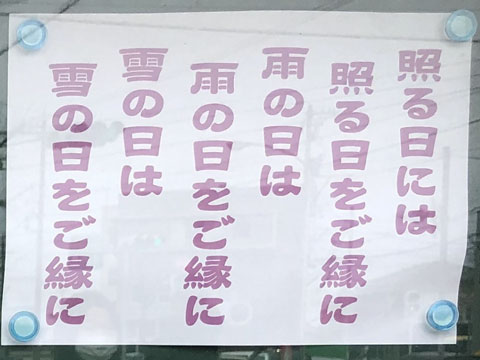 照る日には
照る日をご縁に
雨の日は
雨の日をご縁に
雪の日は
雪の日をご縁に